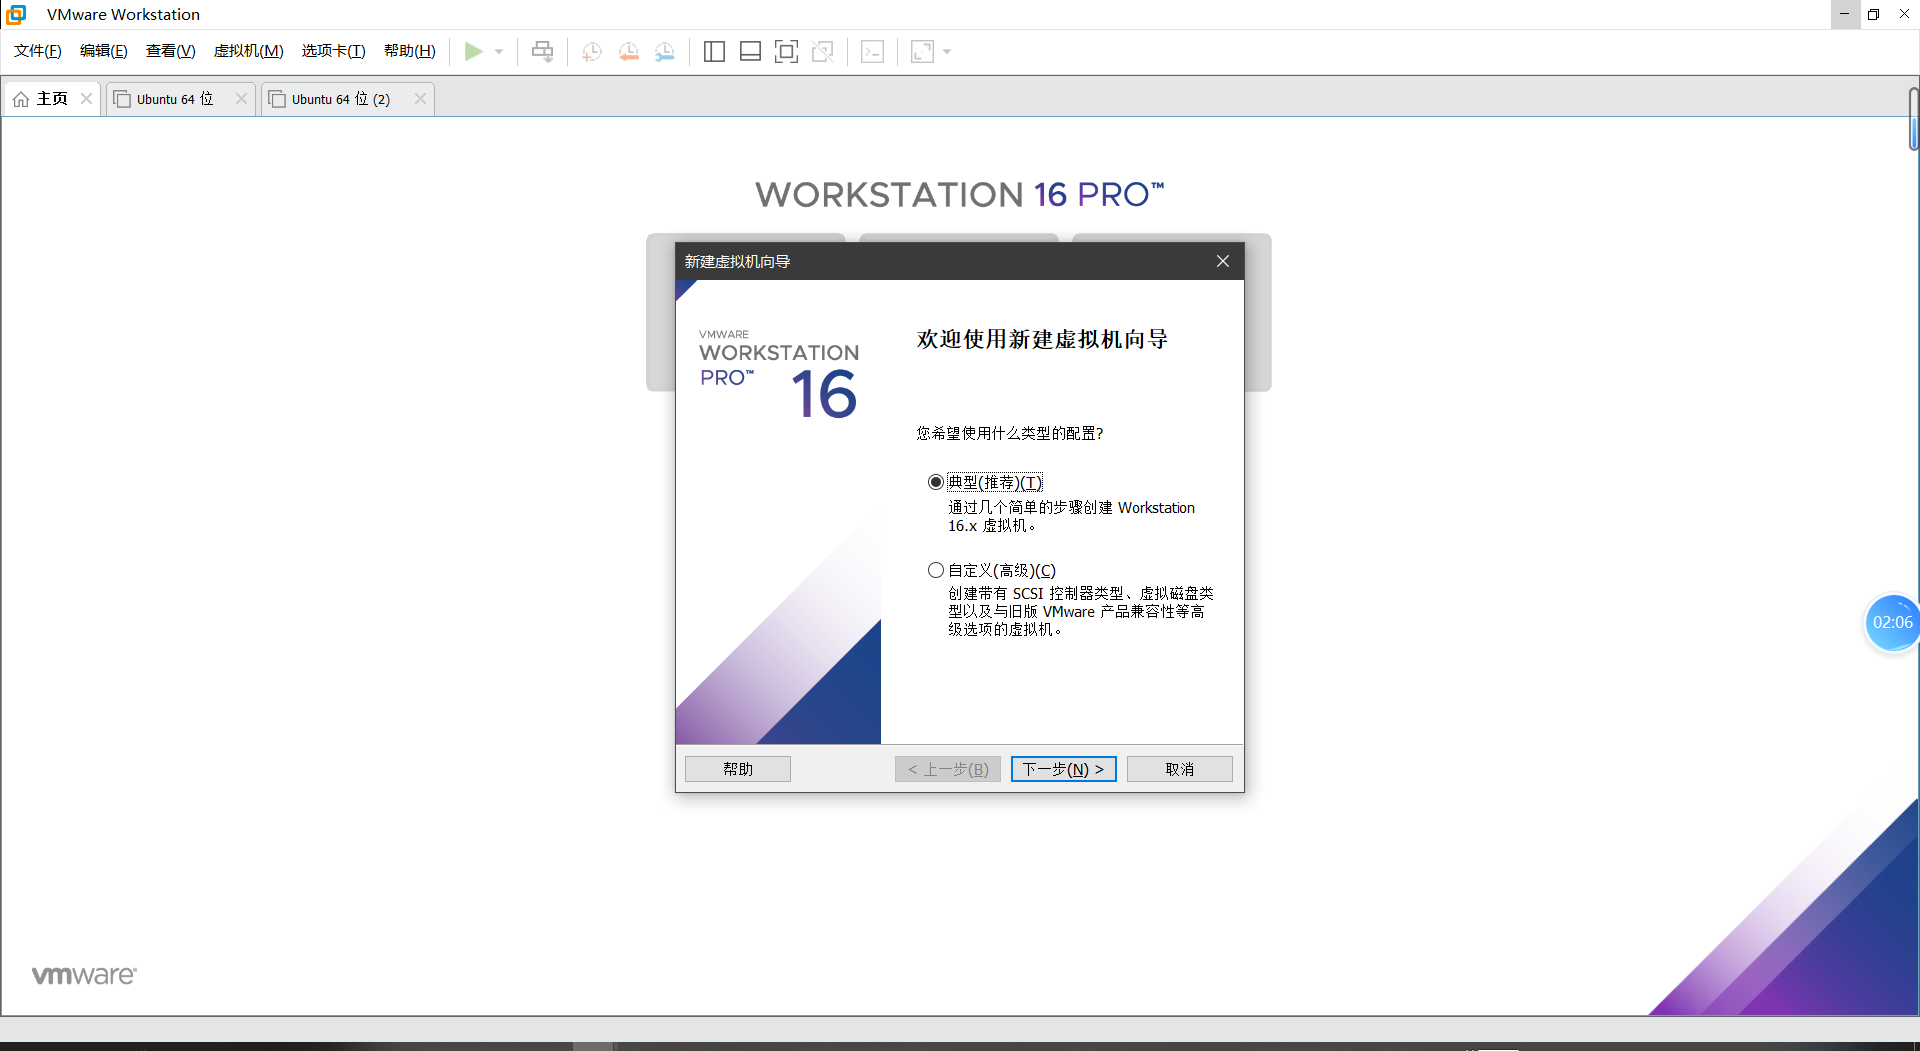 VMware Workstation
文件(F) 编辑(E) 查看(V) 虚拟机(M) 选项卡(T) 帮助(H)
主页 Ubuntu 64 位 Ubuntu 64 位 (2)
WORKSTATION 16 PRO™
新建虚拟机向导
VMWARE
WORKSTATION
PRO™ 16
欢迎使用新建虚拟机向导
您希望使用什么类型的配置?
典型(推荐)(T)
通过几个简单的步骤创建 Workstation
16.x 虚拟机。
自定义(高级)(C)
创建带有 SCSI 控制器类型、虚拟磁盘类
型以及与旧版 VMware 产品兼容性等高
级选项的虚拟机。
02:06
帮助 < 上一步(B) 下一步(N) > 取消
vmware®